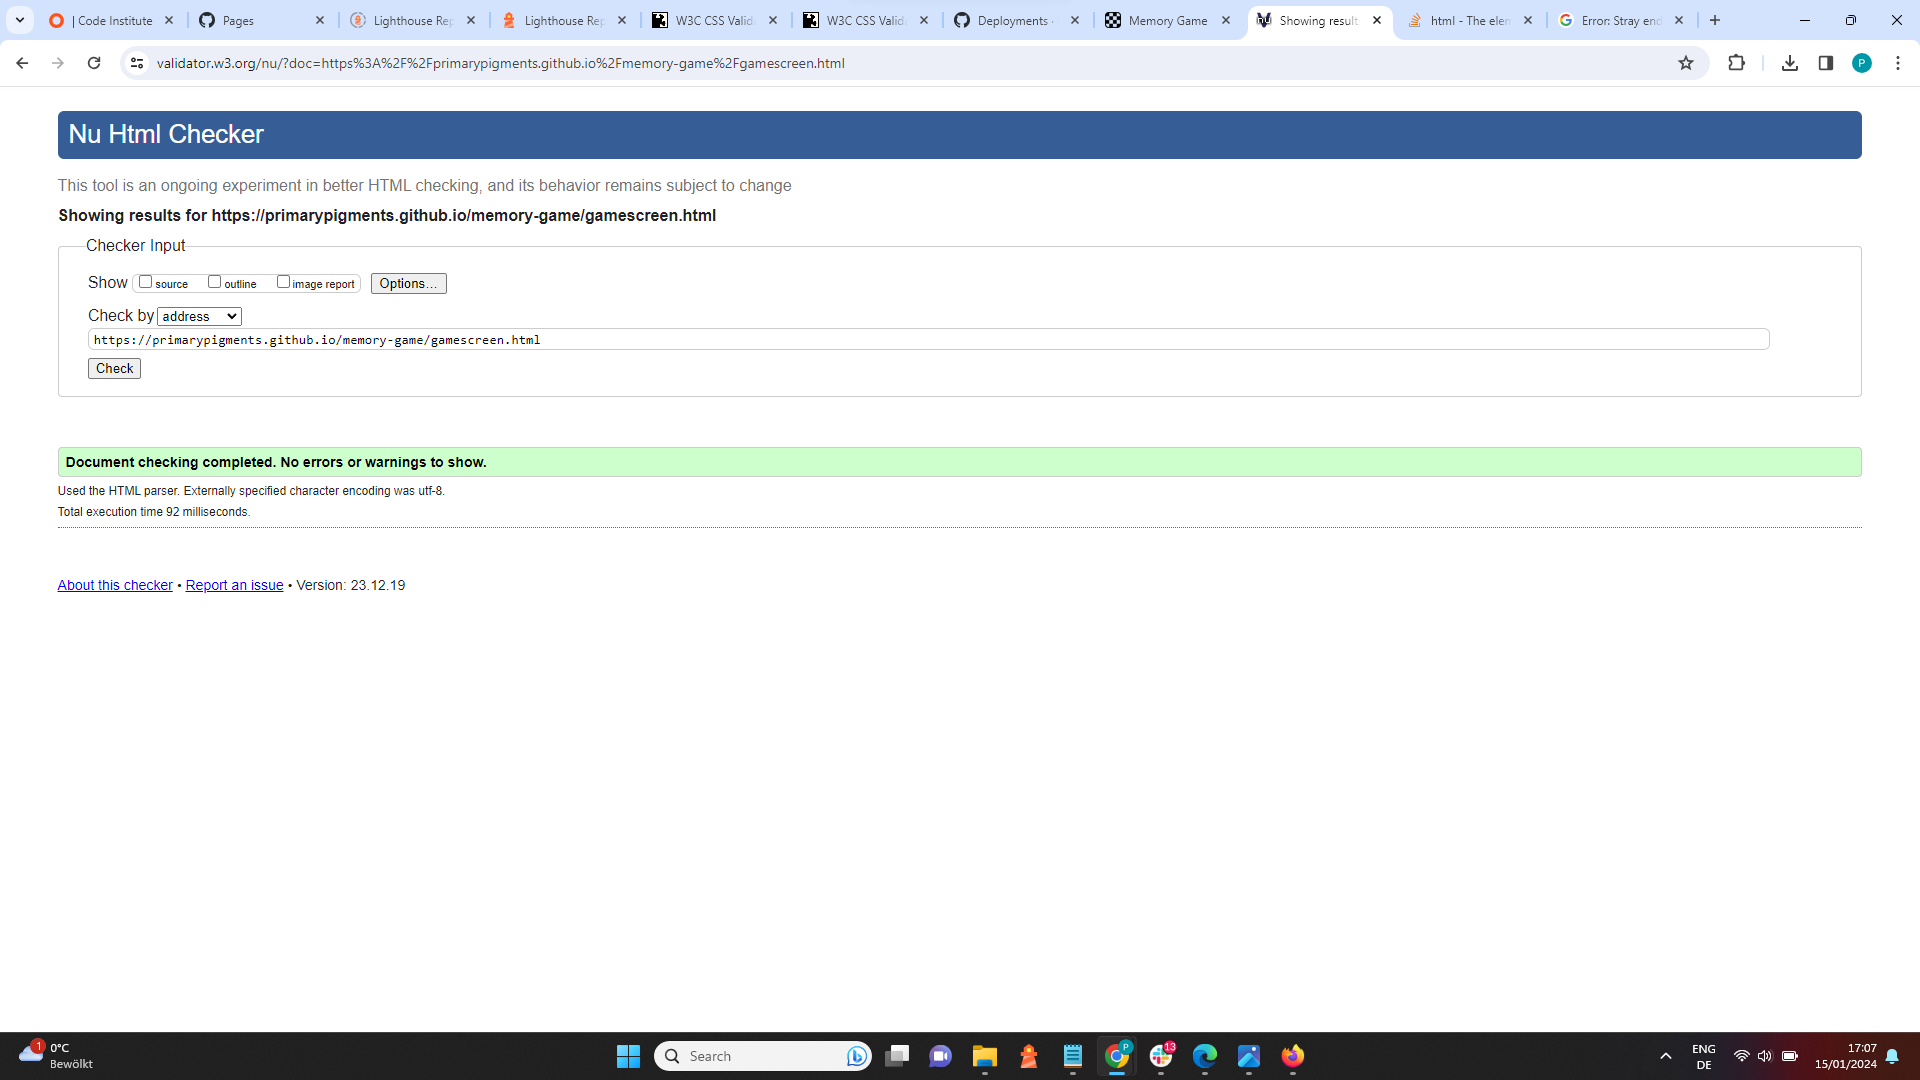 | Code Institute
Pages
Lighthouse Rep
Lighthouse Rep
W3C CSS Valid
W3C CSS Valid
Deployments ·
Memory Game
Showing result
html - The elem
Error: Stray end
validator.w3.org/nu/?doc=https%3A%2F%2Fprimarypigments.github.io%2Fmemory-game%2Fgamescreen.html
P
Nu Html Checker
This tool is an ongoing experiment in better HTML checking, and its behavior remains subject to change
Showing results for https://primarypigments.github.io/memory-game/gamescreen.html
Checker Input
Show source outline image report Options...
Check by address
https://primarypigments.github.io/memory-game/gamescreen.html
Check
Document checking completed. No errors or warnings to show.
Used the HTML parser. Externally specified character encoding was utf-8.
Total execution time 92 milliseconds.
About this checker • Report an issue • Version: 23.12.19
1
0°C
Bewölkt
Search
P
13
ENG
DE
17:07
15/01/2024